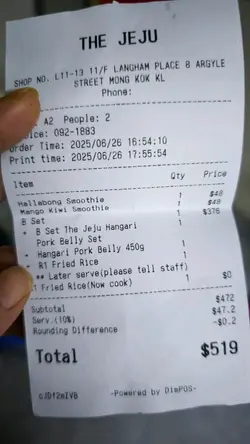 THE JEJU
SHOP NO. L11-13 11/F LANGHAM PLACE 8 ARGYLE
STREET MONG KOK KL
Phone:
A2 People: 2
oice: 092-1883
Order Time: 2025/06/26 16:54:10
Print time: 2025/06/26 17:55:54
Item Qty Price
Hallabong Smoothie 1 $48
Mango Kiwi Smoothie 1 $48
B Set 1 $376
* B Set The Jeju Hangari 1
Pork Belly Set
* Hangari Pork Belly 450g 1
R1 Fried Rice 1
** Later serve(please tell staff)
R1 Fried Rice(Now cook) 1 $0
Subtotal $472
Serv.(10%) $47.2
Rounding Difference -$0.2
Total $519
-Powered by DimPOS-